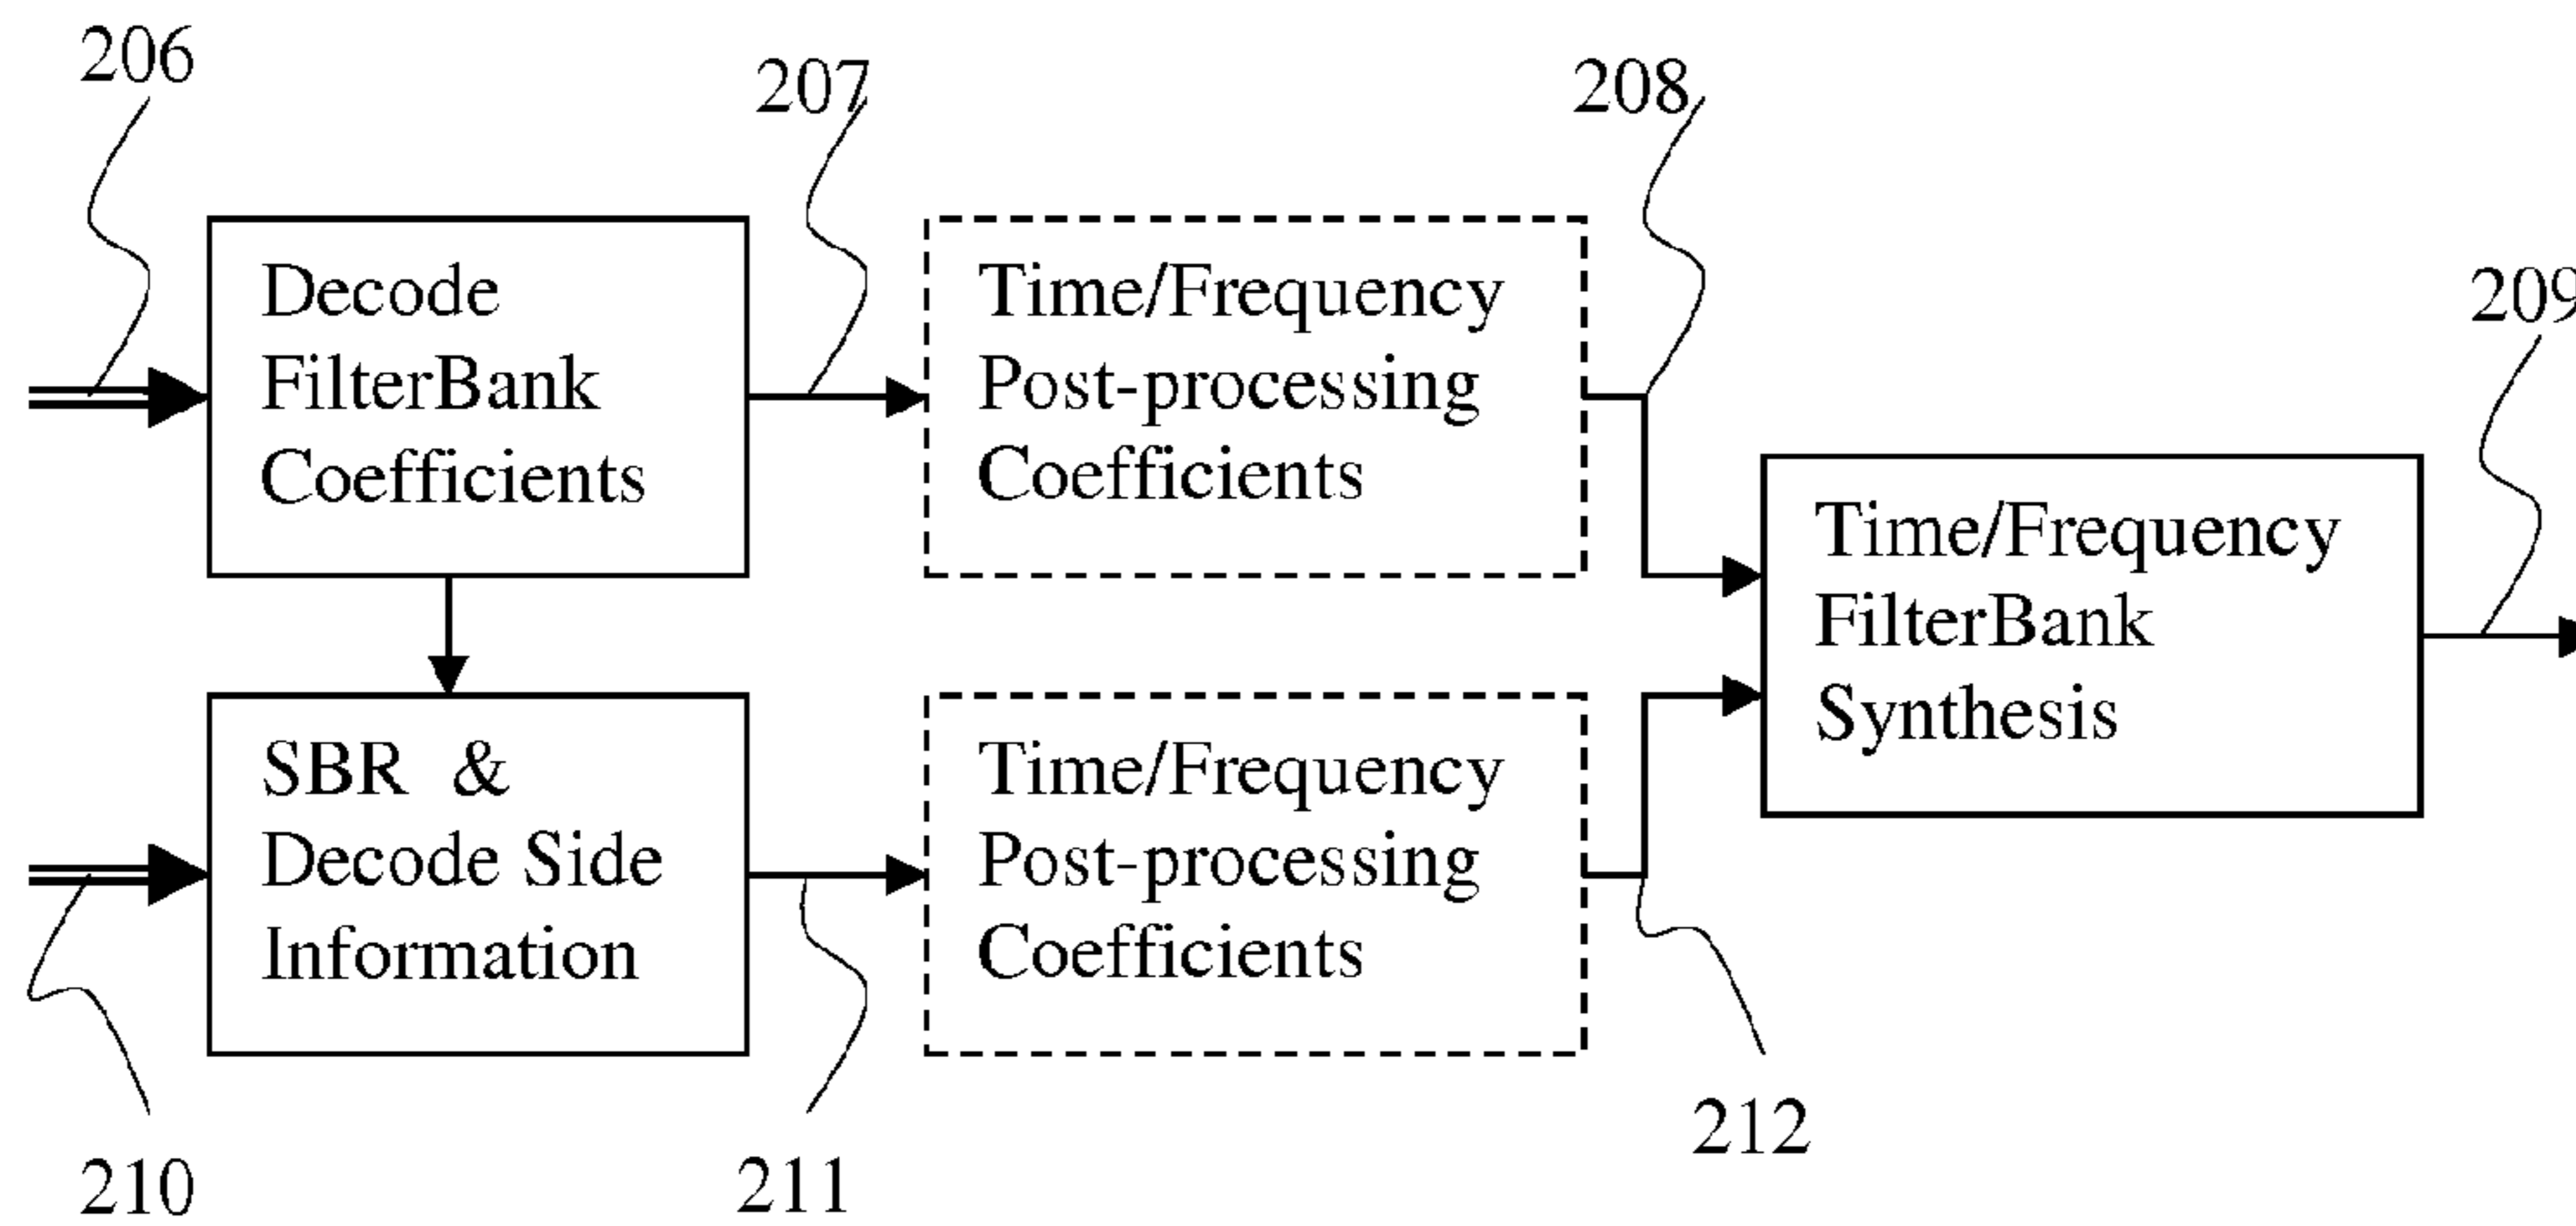 206
207
208
209
Decode
FilterBank
Coefficients
Time/Frequency
Post-processing
Coefficients
Time/Frequency
FilterBank
Synthesis
SBR &
Decode Side
Information
Time/Frequency
Post-processing
Coefficients
210
211
212